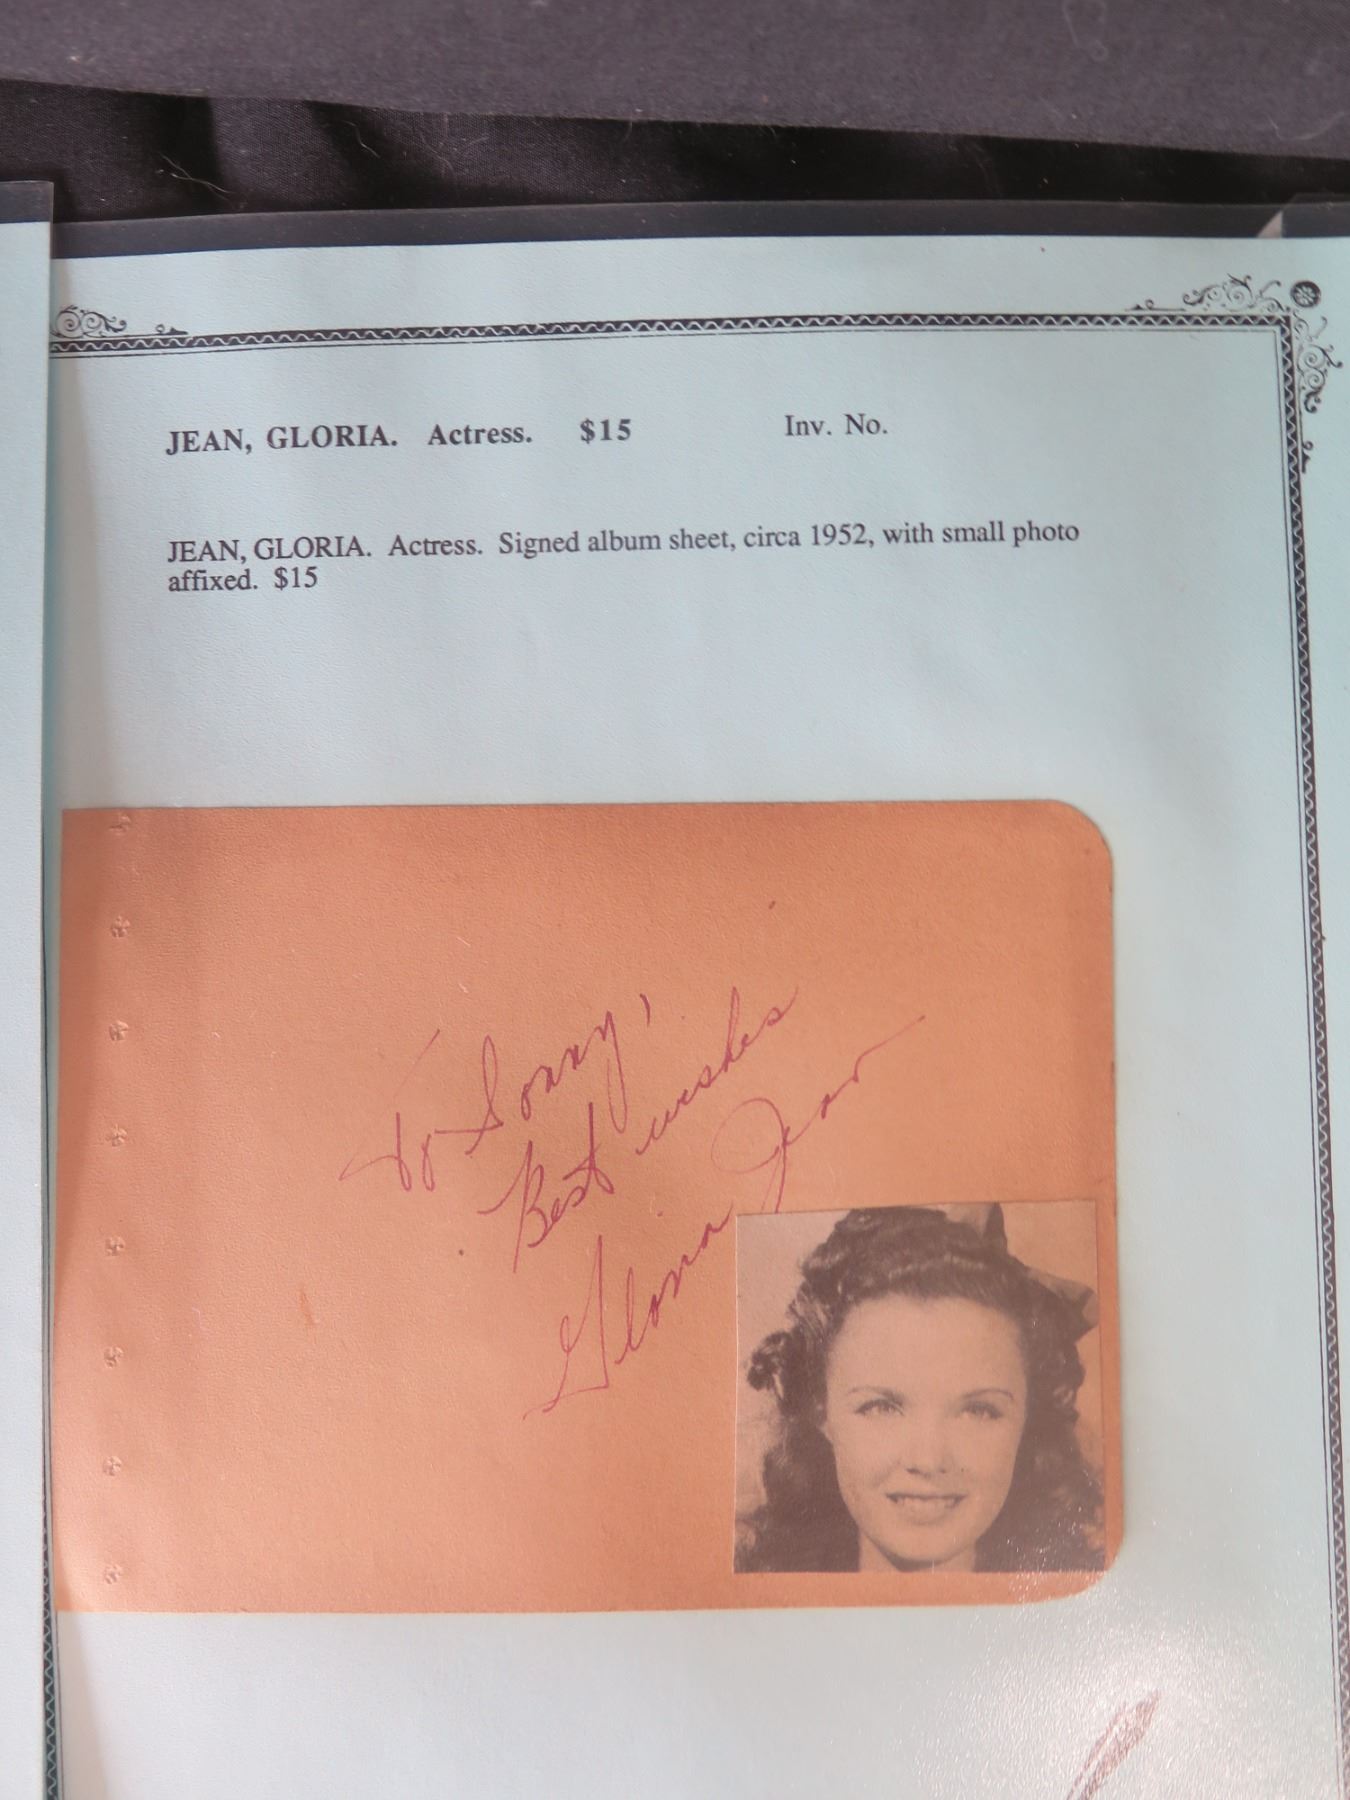 JEAN, GLORIA. Actress. $15 Inv. No.
JEAN, GLORIA. Actress. Signed album sheet, circa 1952, with small photo
affixed. $15
To Sonny,
Best wishes
Gloria Jean